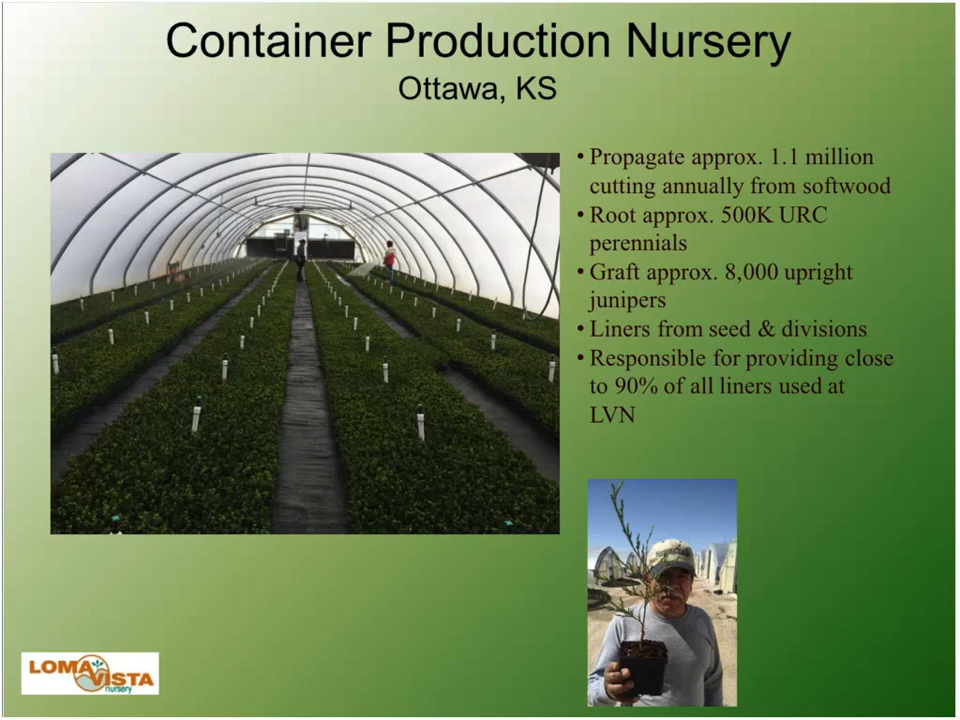 Container Production Nursery
Ottawa, KS
• Propagate approx. 1.1 million
cutting annually from softwood
• Root approx. 500K URC
perennials
• Graft approx. 8,000 upright
junipers
• Liners from seed & divisions
• Responsible for providing close
to 90% of all liners used at
LVN
LOMA VISTA
nursery